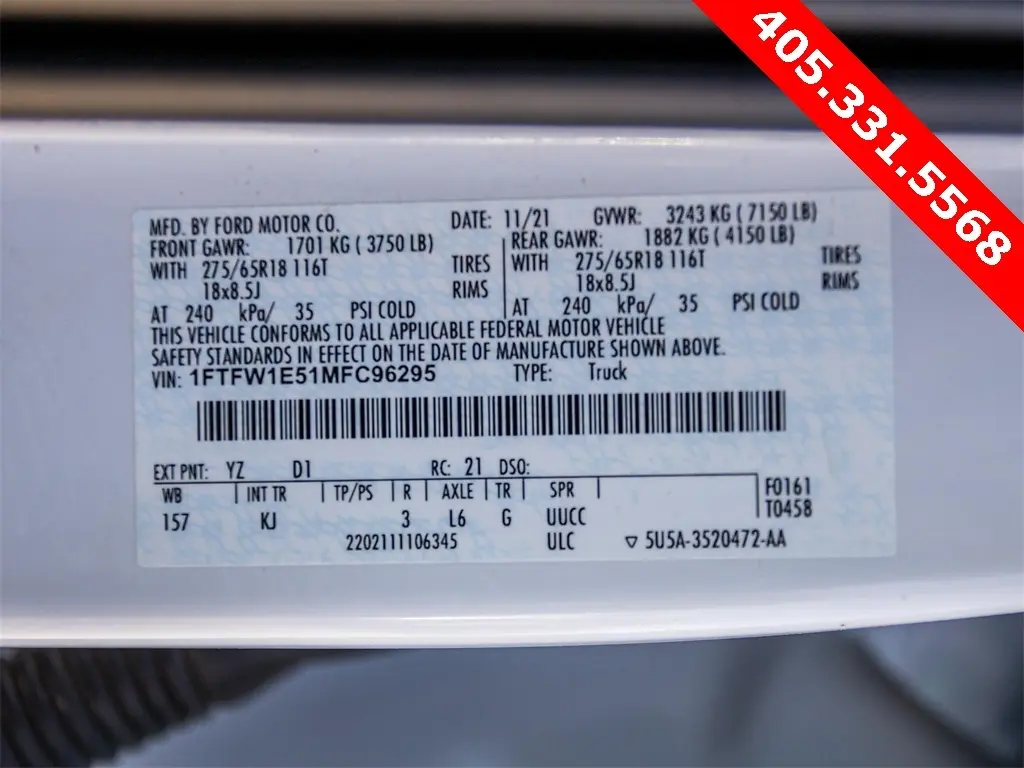 405.331.5568
MFD. BY FORD MOTOR CO. DATE: 11/21 GVWR: 3243 KG ( 7150 LB)
FRONT GAWR: 1701 KG ( 3750 LB) REAR GAWR: 1882 KG ( 4150 LB)
WITH 275/65R18 116T TIRES WITH 275/65R18 116T TIRES
18x8.5J RIMS 18x8.5J RIMS
AT 240 kPa/ 35 PSI COLD AT 240 kPa/ 35 PSI COLD
THIS VEHICLE CONFORMS TO ALL APPLICABLE FEDERAL MOTOR VEHICLE
SAFETY STANDARDS IN EFFECT ON THE DATE OF MANUFACTURE SHOWN ABOVE.
VIN: 1FTFW1E51MFC96295 TYPE: Truck
EXT PNT: YZ D1 RC: 21 DSO:
WB INT TR TP/PS R AXLE TR SPR F0161
T0458
157 KJ 3 L6 G UUCC
2202111106345 ULC ▽ 5U5A-3520472-AA